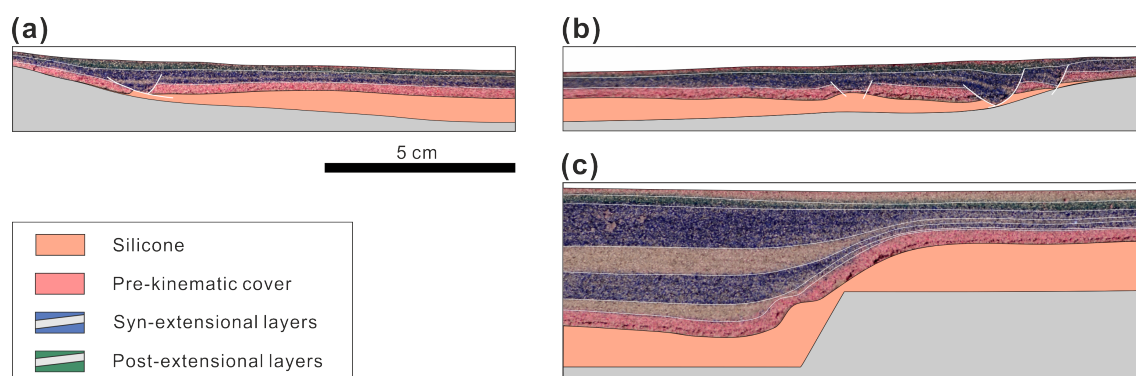 (a)
(b)
5 cm
(c)
Silicone
Pre-kinematic cover
Syn-extensional layers
Post-extensional layers